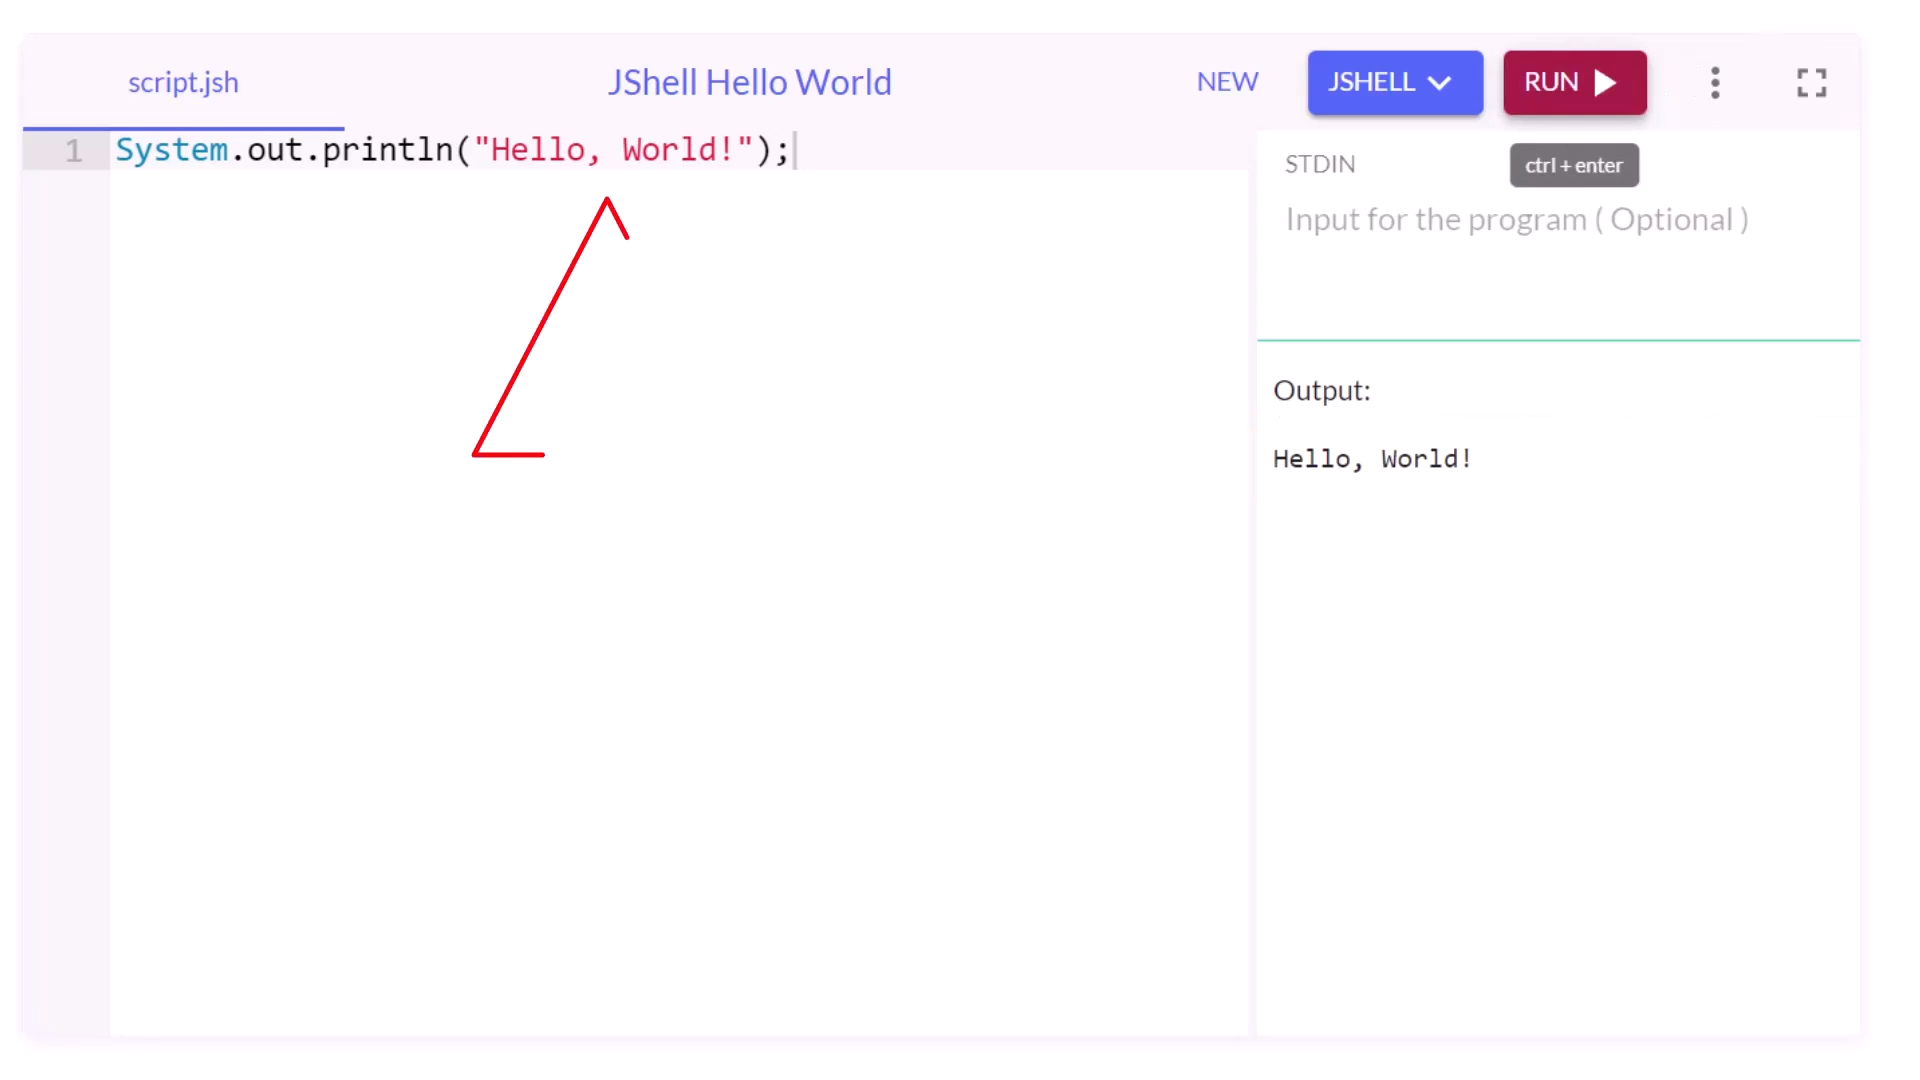 script.jsh
JShell Hello World
NEW
JSHELL
RUN
1 System.out.println("Hello, World!");
STDIN
ctrl + enter
Input for the program ( Optional )
Output:
Hello, World!